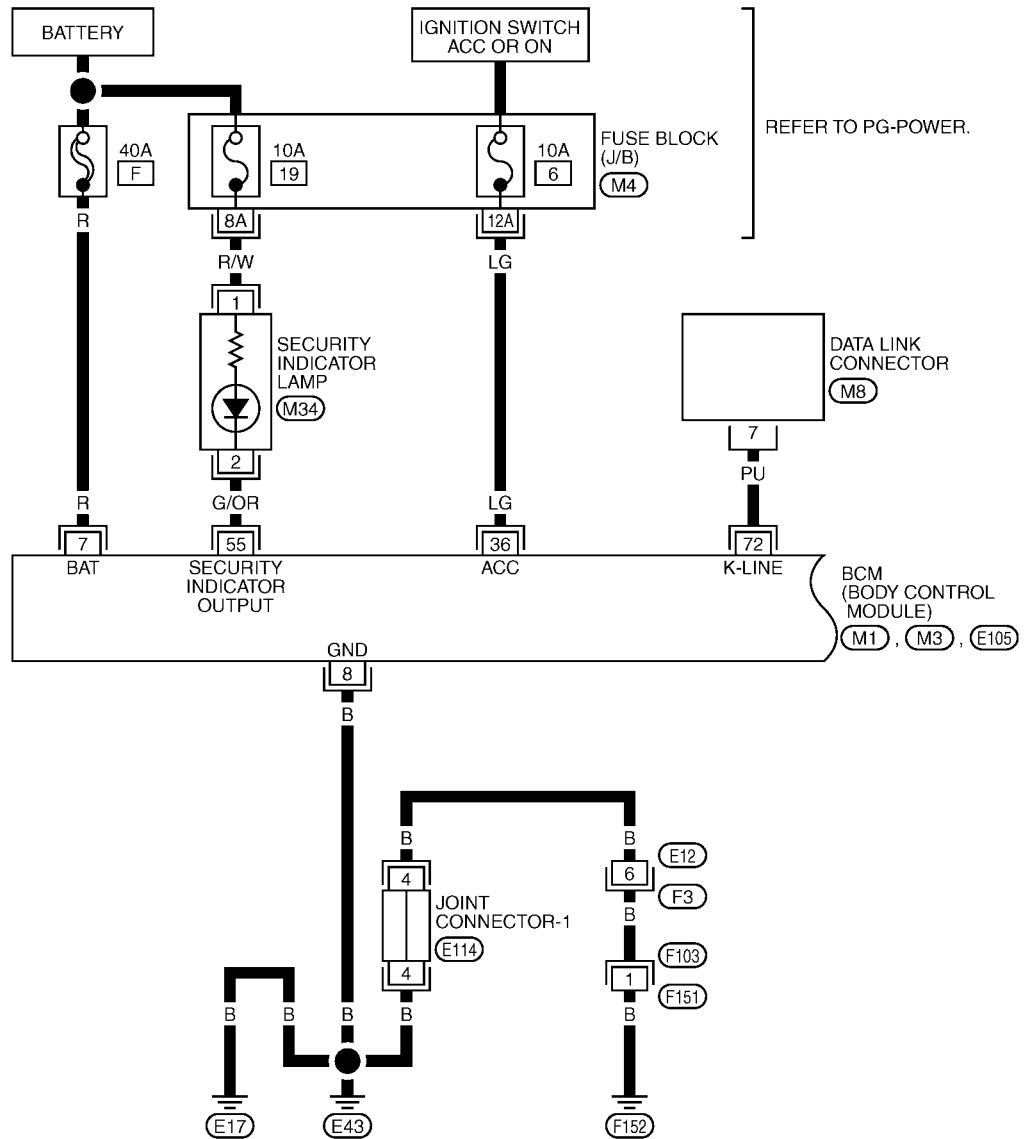 BATTERY
IGNITION SWITCH
ACC OR ON
REFER TO PG-POWER.
40A
F
10A
19
10A
6
FUSE BLOCK
(J/B)
M4
R
8A
12A
R/W
LG
1
SECURITY
INDICATOR
LAMP
M34
DATA LINK
CONNECTOR
M8
2
7
G/OR
PU
R
LG
7
55
36
72
BAT
SECURITY
INDICATOR
OUTPUT
ACC
K-LINE
BCM
(BODY CONTROL
MODULE)
M1 , M3 , E105
GND
8
B
B
B
4
6
E12
F3
JOINT
CONNECTOR-1
E114
B
F103
4
1
F151
B
B
B
B
B
E17
E43
F152